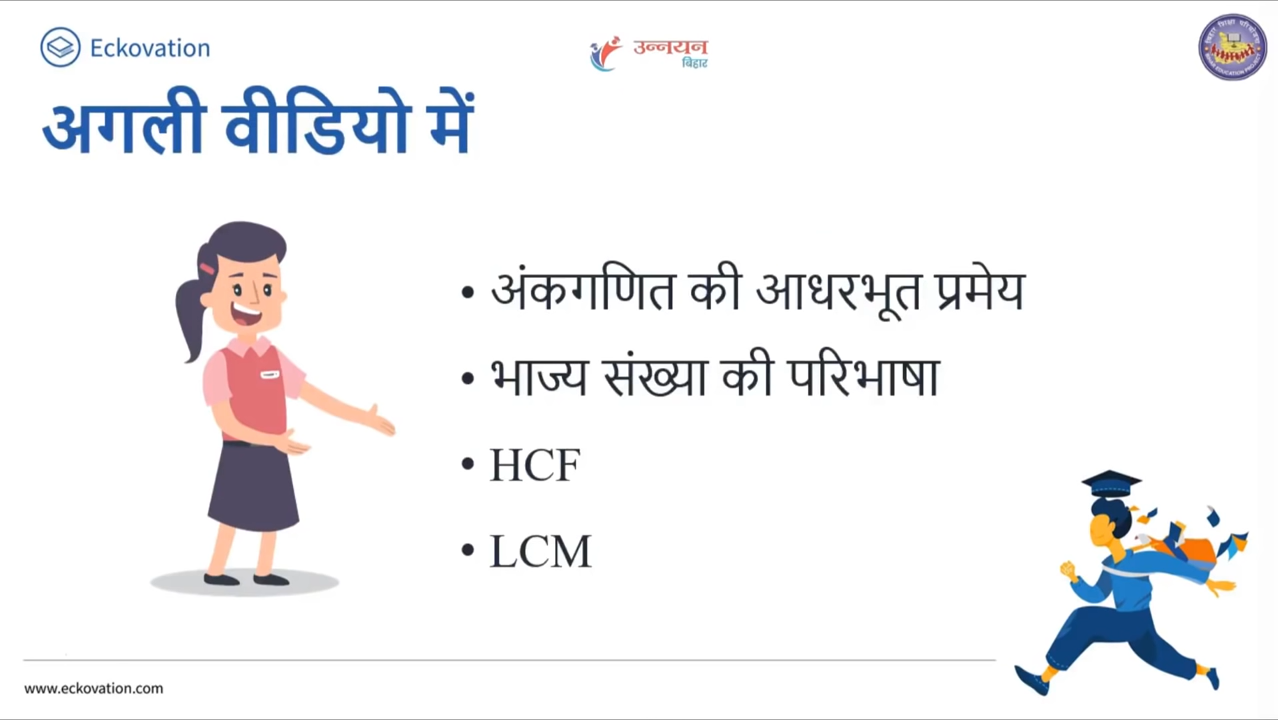 Eckovation
उन्नयन
बिहार
अगली वीडियो में
• अंकगणित की आधरभूत प्रमेय
• भाज्य संख्या की परिभाषा
• HCF
• LCM
www.eckovation.com